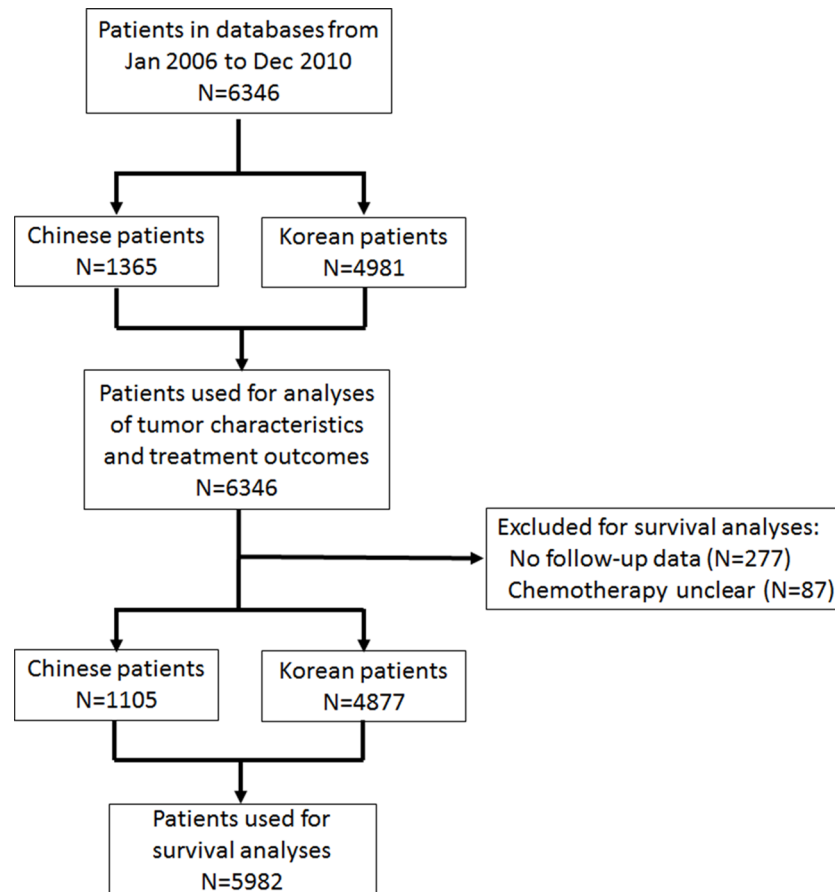 Patients in databases from
Jan 2006 to Dec 2010
N=6346
Chinese patients
N=1365
Korean patients
N=4981
Patients used for analyses
of tumor characteristics
and treatment outcomes
N=6346
Excluded for survival analyses:
No follow-up data (N=277)
Chemotherapy unclear (N=87)
Chinese patients
N=1105
Korean patients
N=4877
Patients used for
survival analyses
N=5982